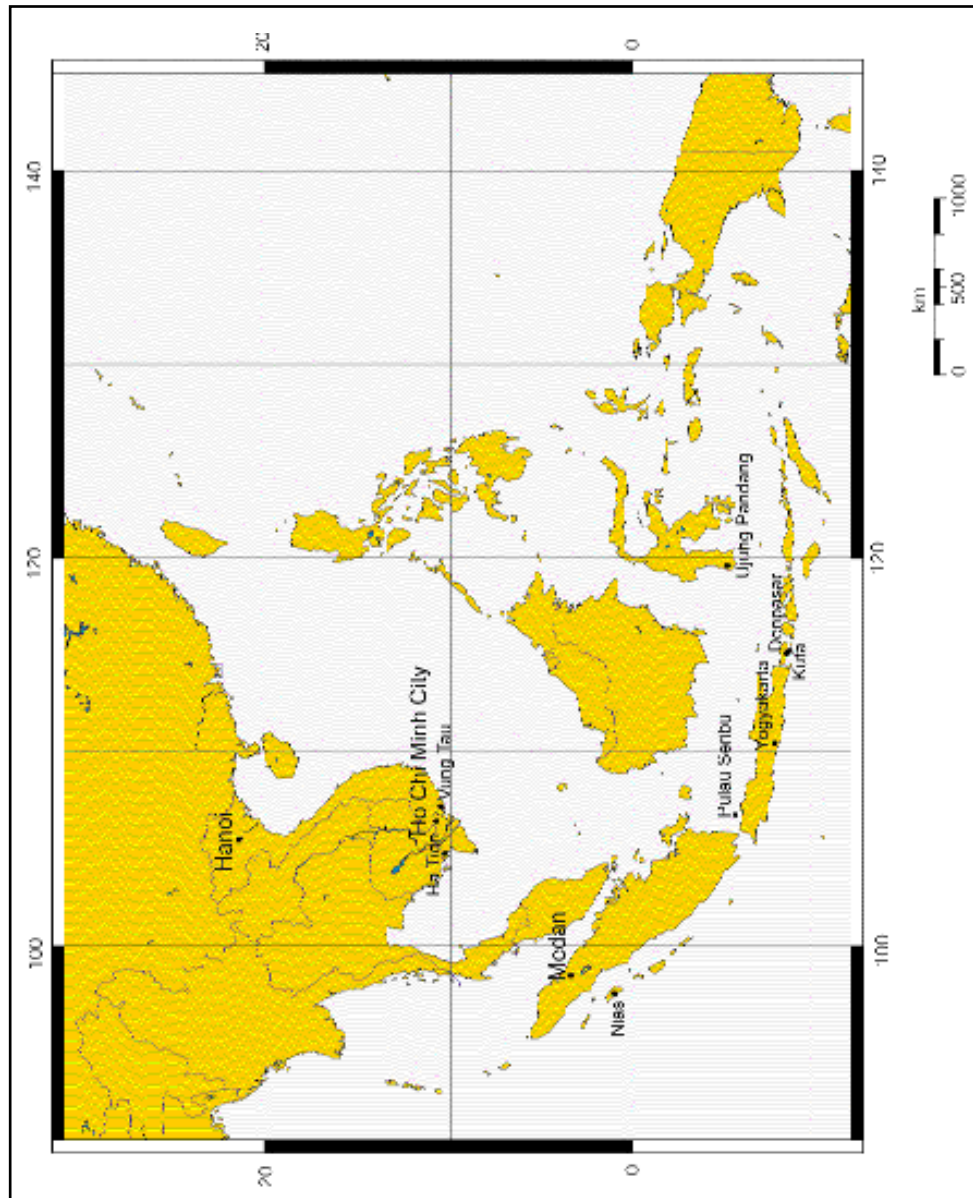 20
0
140
140
120
120
100
100
20
0
km
0
500
1000
Hanoi
Ho Chi Minh City
Vung Tau
Ha Tien
Modan
Nias
Pulau Seribu
Yogyakarta
Denpasar
Kuta
Ujung Pandang